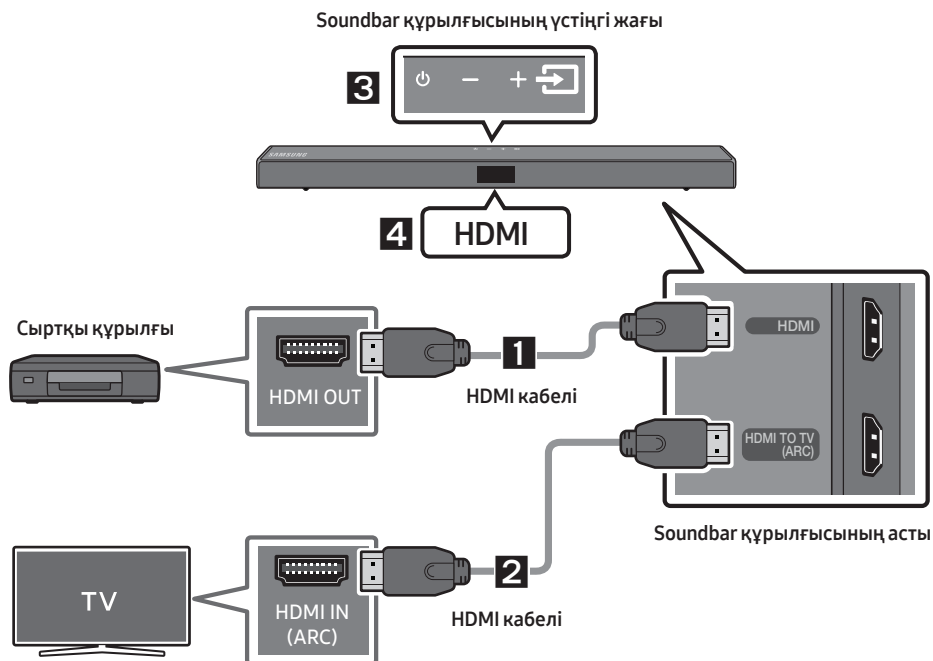 Soundbar құрылғысының үстіңгі жағы
3
SAMSUNG
4
HDMI
Сыртқы құрылғы
HDMI OUT
1
HDMI кабелі
HDMI
HDMI TO TV
(ARC)
Soundbar құрылғысының асты
TV
HDMI IN
(ARC)
2
HDMI кабелі